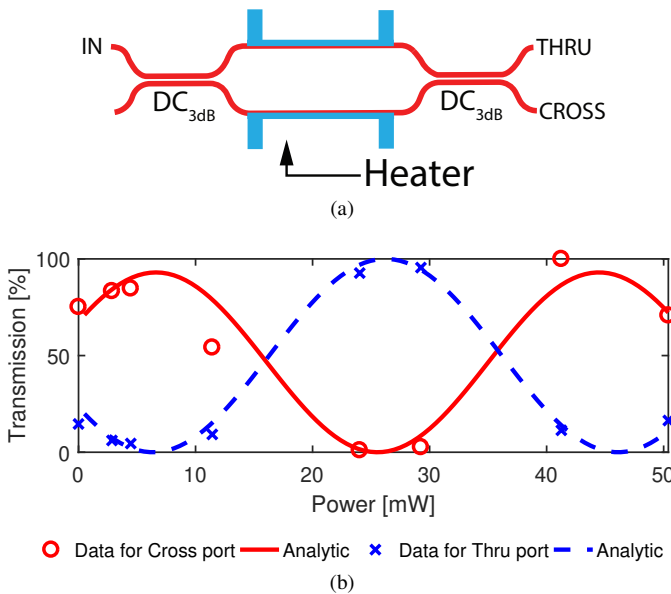 (a)
IN
THRU
DC3dB
DC3dB
CROSS
Heater
(a)
(b)
Transmission [%]
100
50
0
0
10
20
30
40
50
Power [mW]
Data for Cross port
Analytic
Data for Thru port
Analytic
(b)